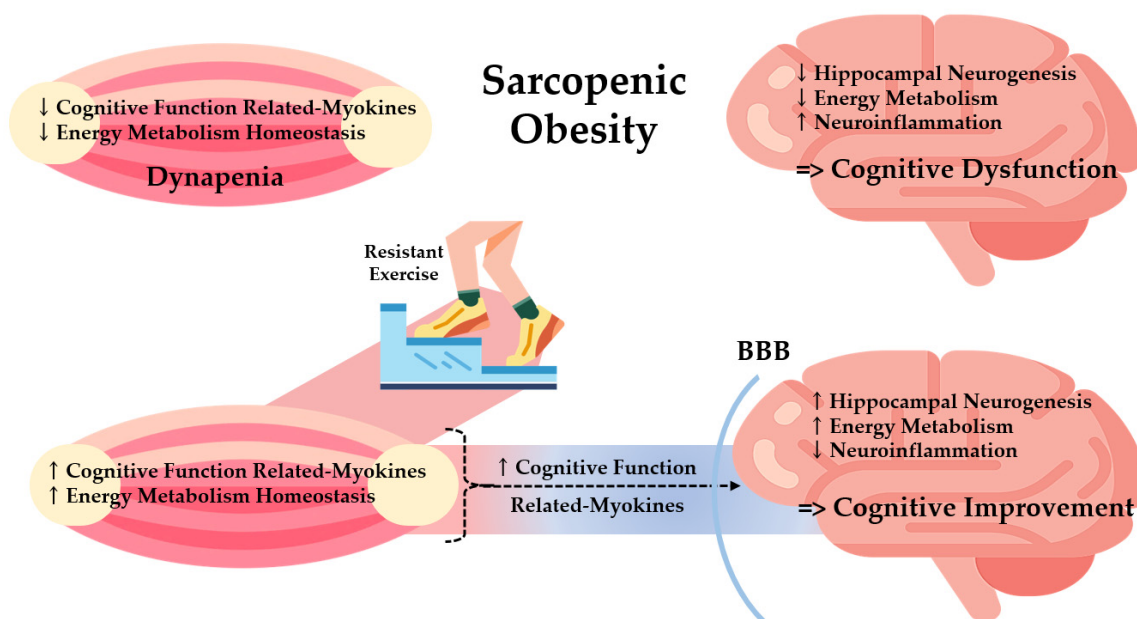 ↓ Cognitive Function Related-Myokines
↓ Energy Metabolism Homeostasis
Dynapenia
Sarcopenic
Obesity
↓ Hippocampal Neurogenesis
↓ Energy Metabolism
↑ Neuroinflammation
=> Cognitive Dysfunction
Resistant
Exercise
↑ Cognitive Function Related-Myokines
↑ Energy Metabolism Homeostasis
↑ Cognitive Function
Related-Myokines
BBB
↑ Hippocampal Neurogenesis
↑ Energy Metabolism
↓ Neuroinflammation
=> Cognitive Improvement